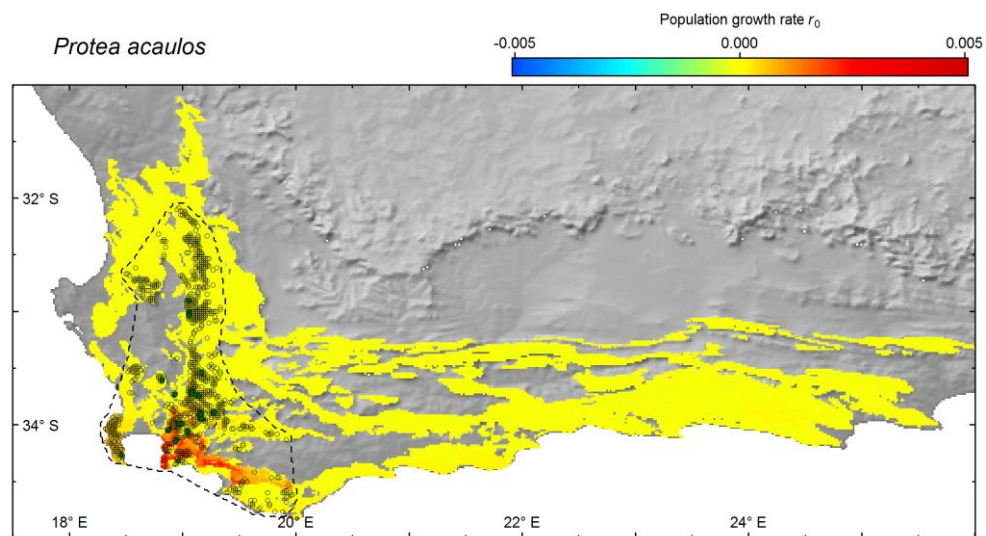 Population growth rate r0
Protea acaulos
-0.005 0.000 0.005
32° S
34° S
18° E 20° E 22° E 24° E